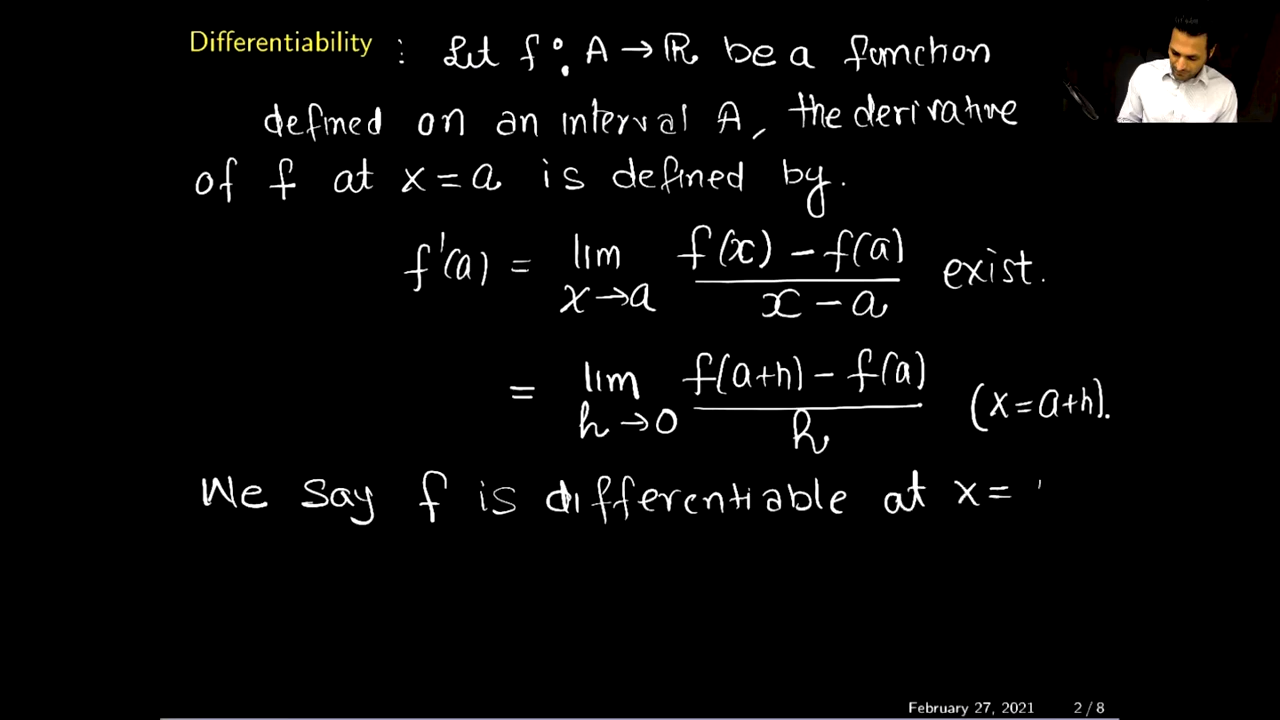 Differentiability : Let f : A → ℝ be a function
defined on an interval A, the derivative
of f at x = a is defined by.
f'(a) = lim x→a (f(x) − f(a)) / (x − a) exist.
= lim h→0 (f(a+h) − f(a)) / h (x = a+h).
We say f is differentiable at x =
February 27, 2021 2 / 8